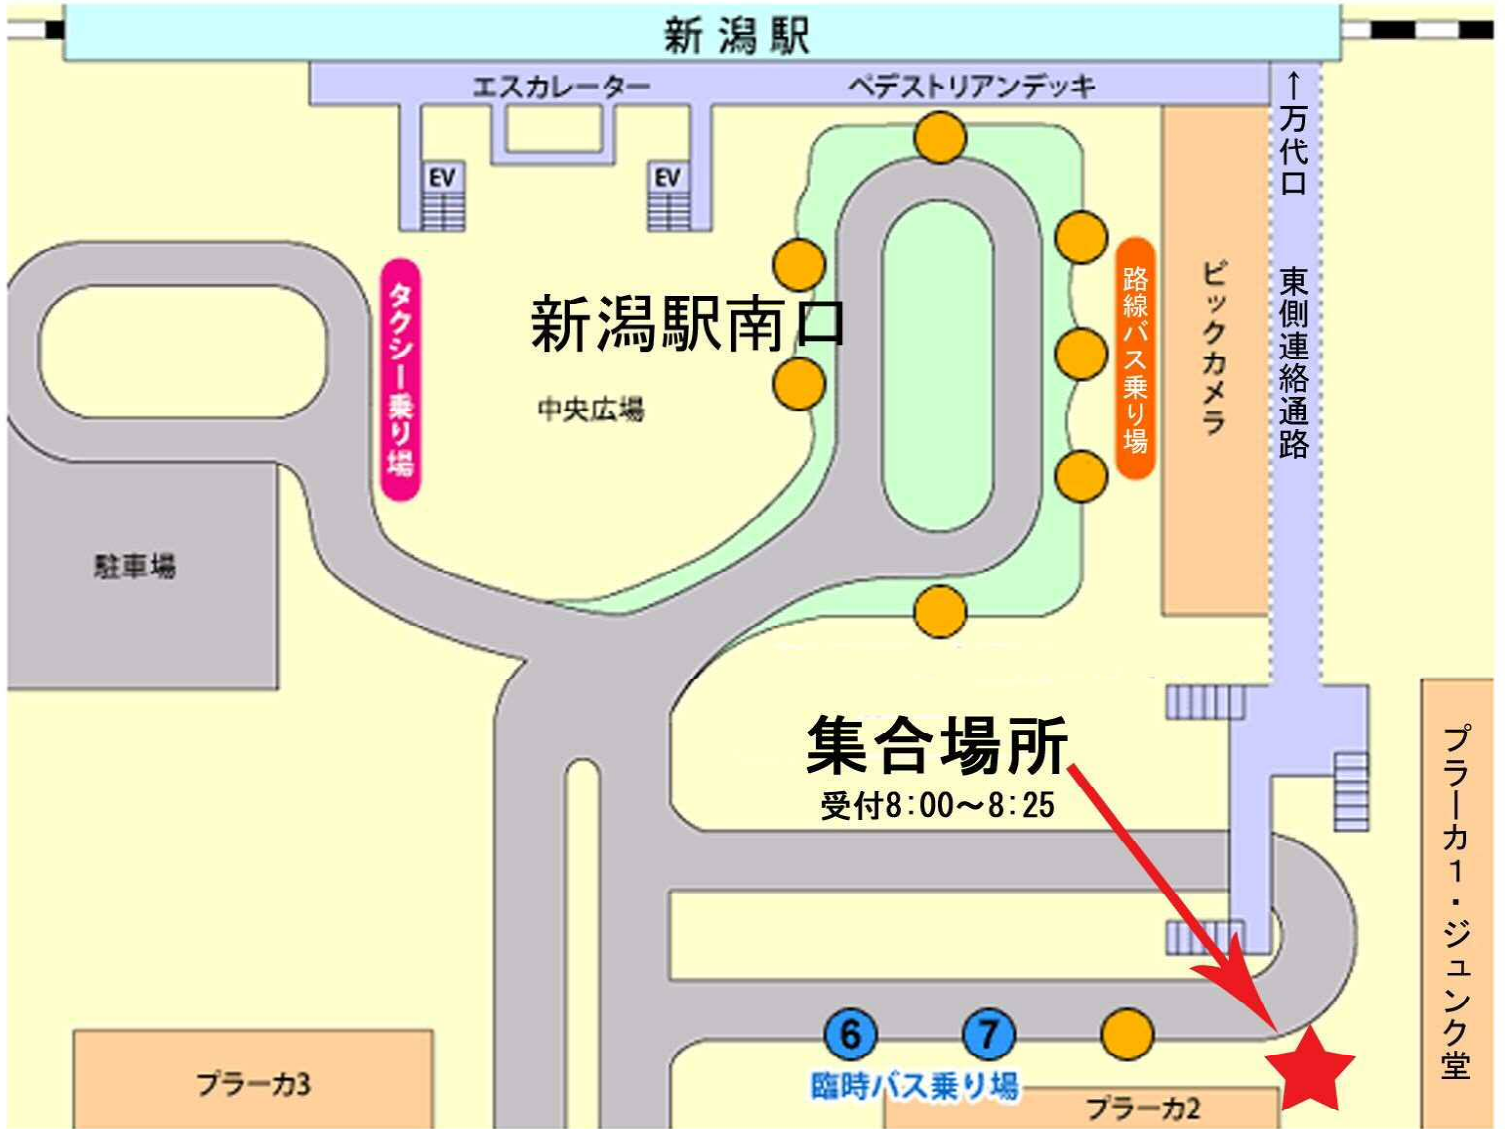 新潟駅
エスカレーター
ペデストリアンデッキ
↑万代口
EV
EV
タクシー乗り場
新潟駅南口
中央広場
路線バス乗り場
ビックカメラ
東側連絡通路
駐車場
集合場所
受付8:00～8:25
プラーカ1・ジュンク堂
6
7
臨時バス乗り場
プラーカ3
プラーカ2